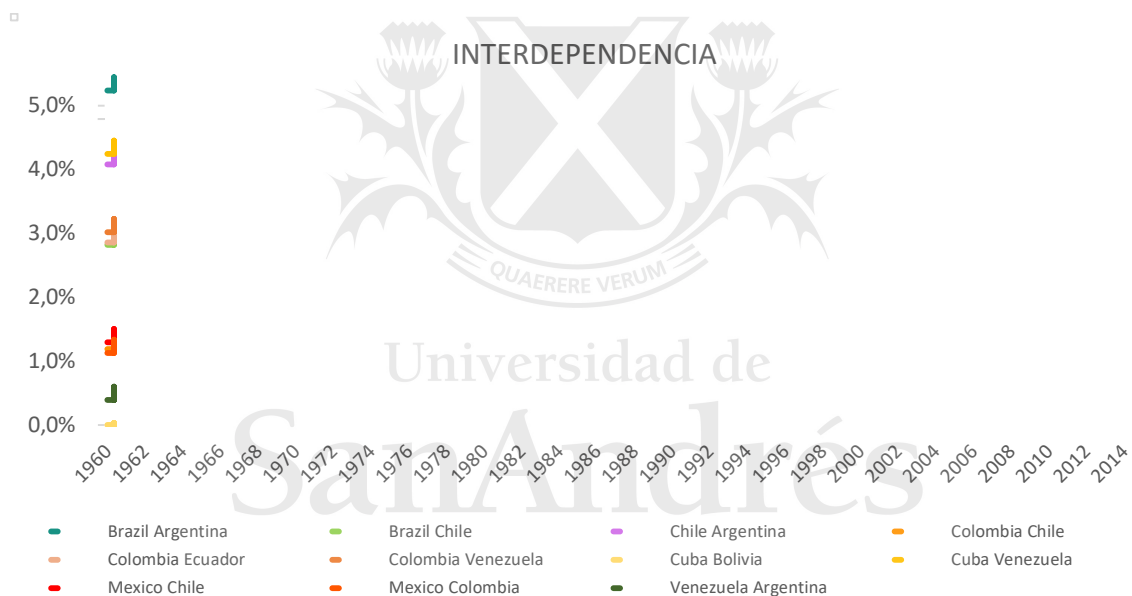 INTERDEPENDENCIA
5,0%
4,0%
3,0%
2,0%
1,0%
0,0%
QUAERERE VERUM
Universidad de
SanAndrés
1960 1962 1964 1966 1968 1970 1972 1974 1976 1978 1980 1982 1984 1986 1988 1990 1992 1994 1996 1998 2000 2002 2004 2006 2008 2010 2012 2014
Brazil Argentina Brazil Chile Chile Argentina Colombia Chile
Colombia Ecuador Colombia Venezuela Cuba Bolivia Cuba Venezuela
Mexico Chile Mexico Colombia Venezuela Argentina